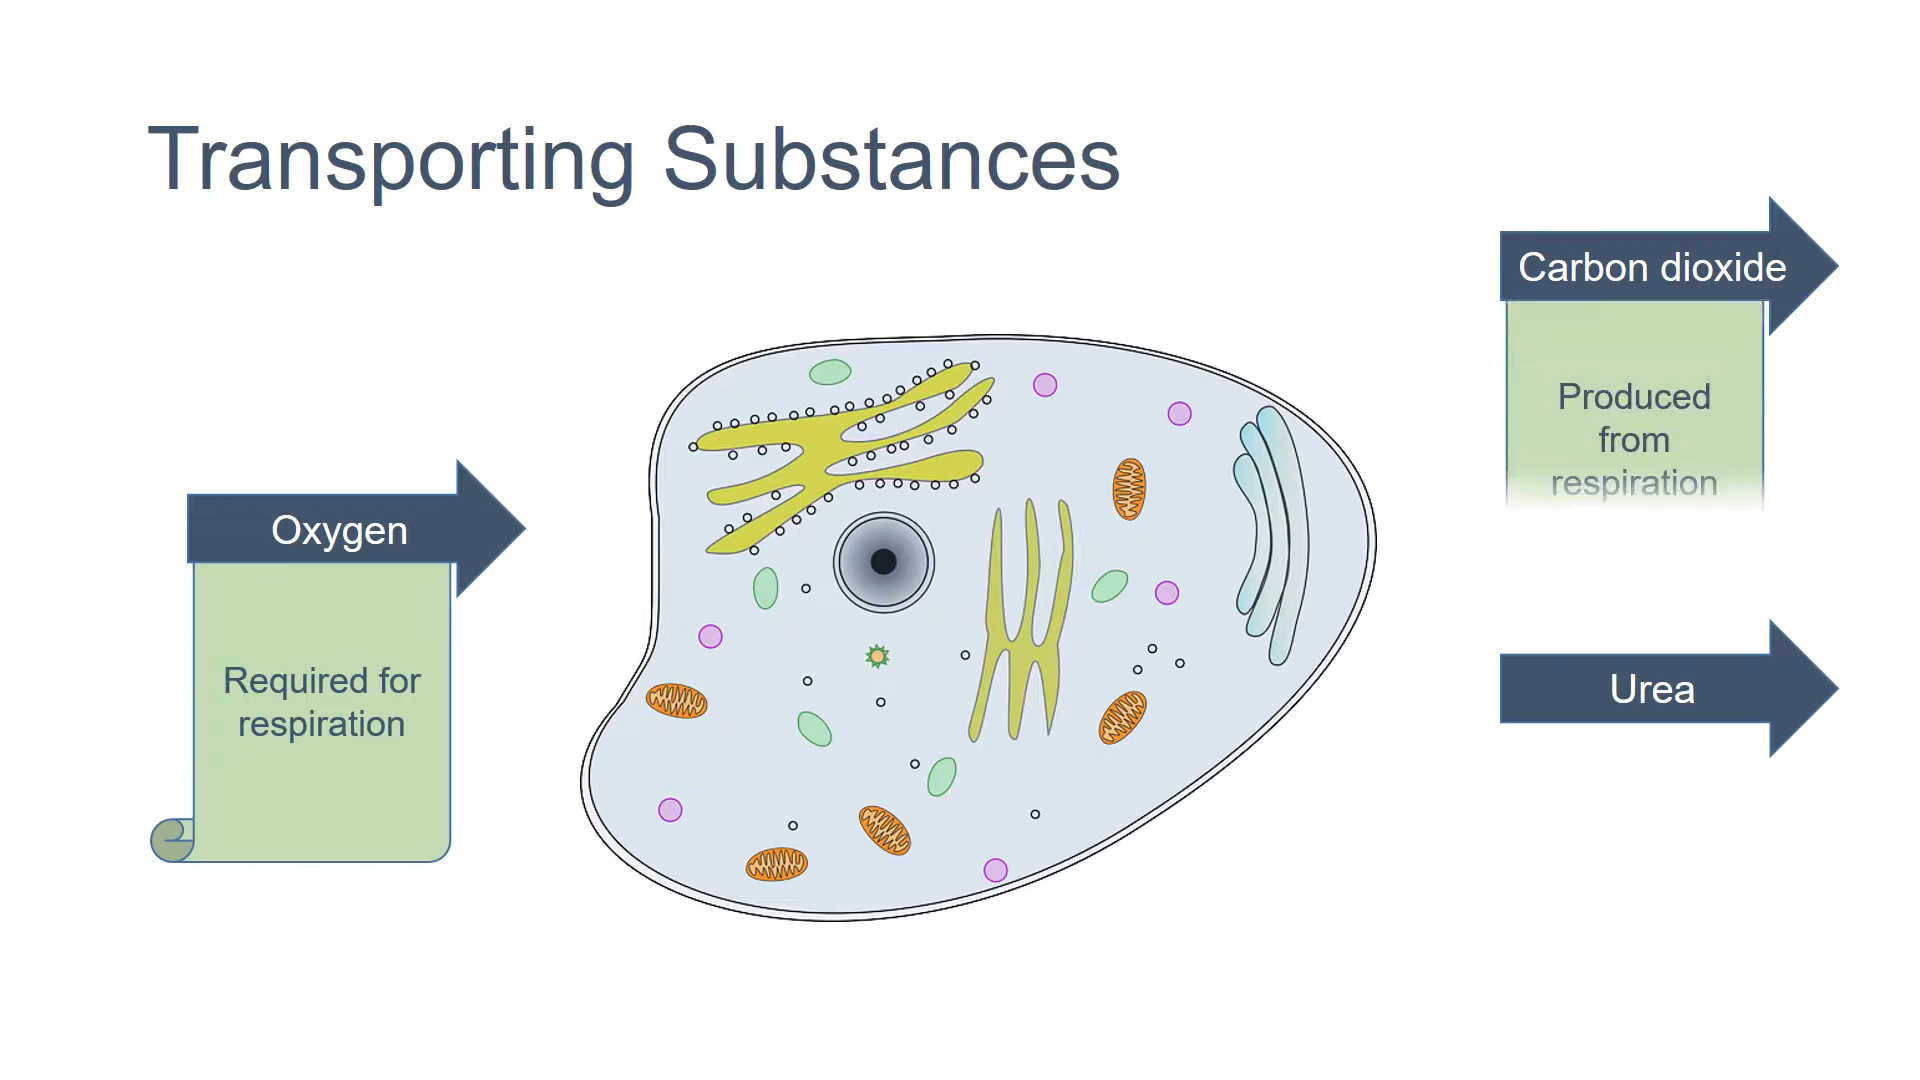 Transporting Substances
Oxygen
Required for
respiration
Carbon dioxide
Produced
from
respiration
Urea